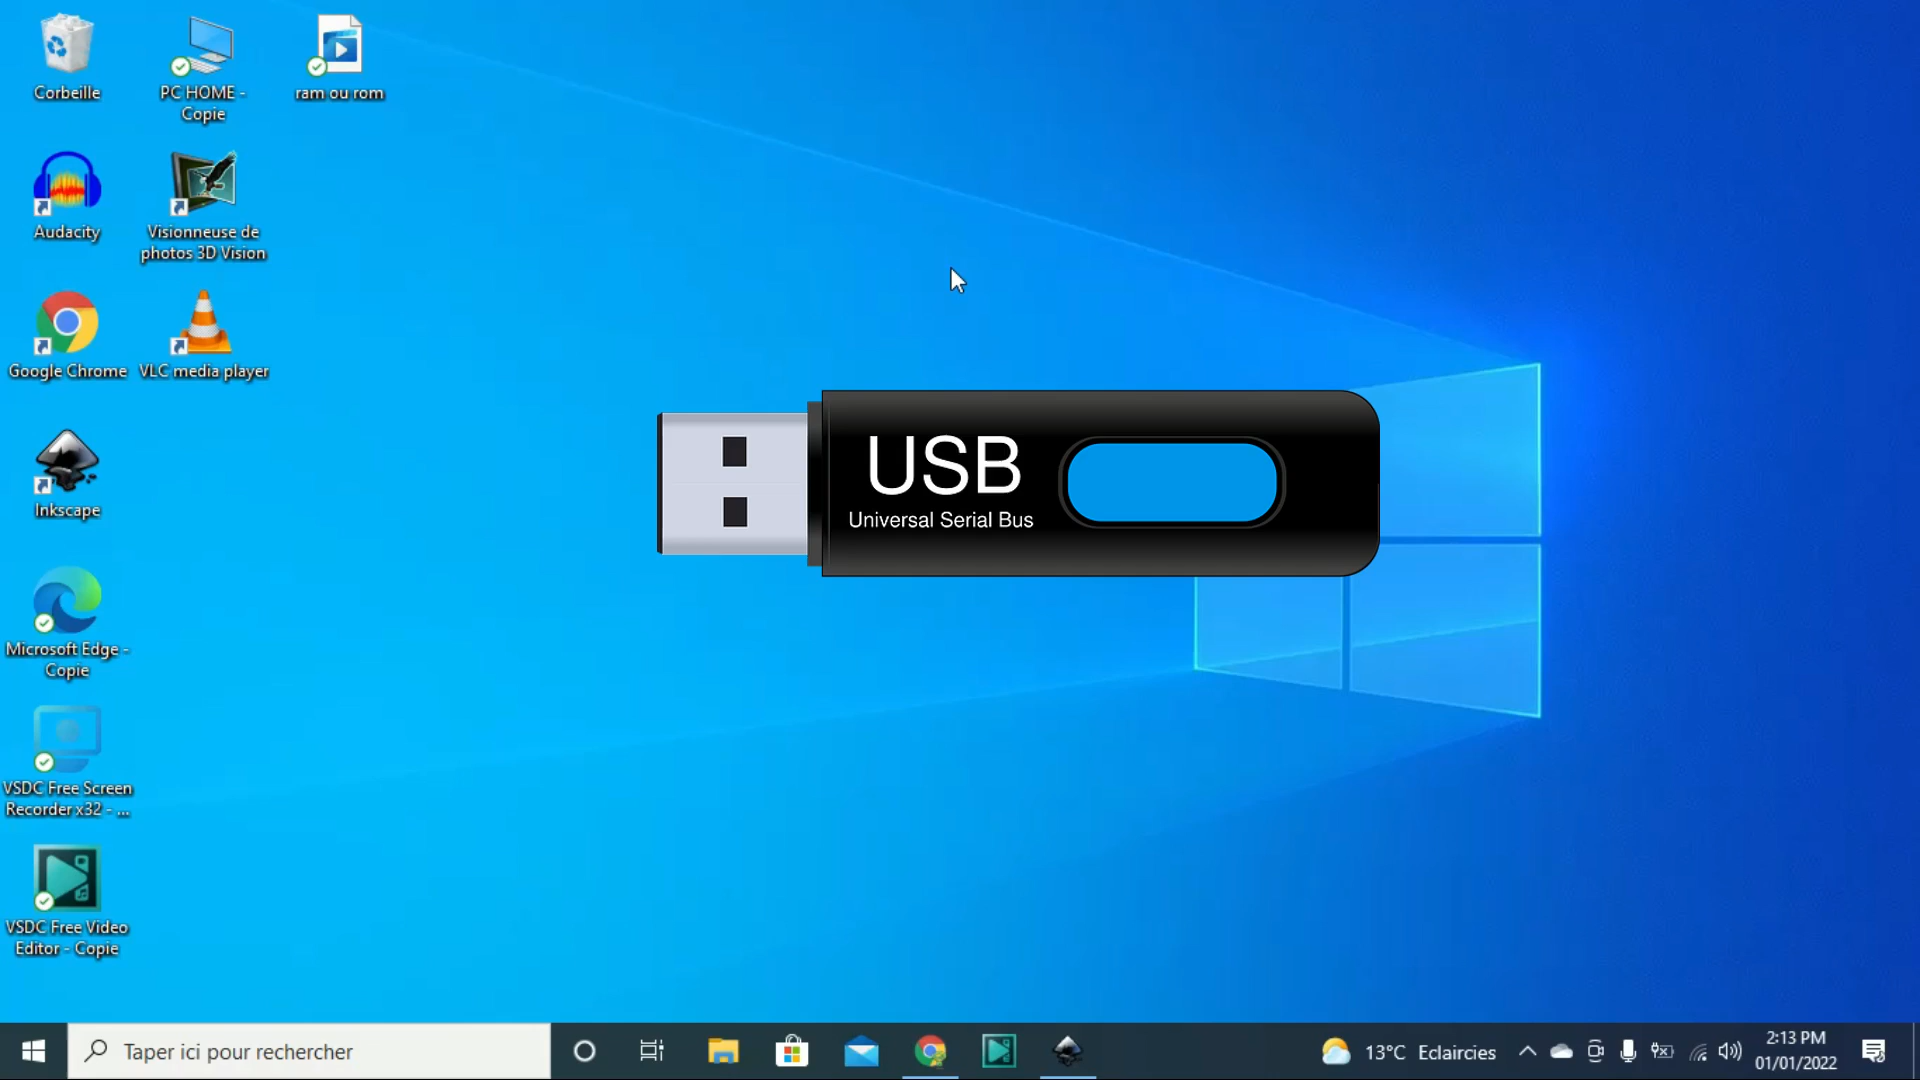 Corbeille
PC HOME -
Copie
ram ou rom
Audacity
Visionneuse de
photos 3D Vision
Google Chrome
VLC media player
Inkscape
Microsoft Edge -
Copie
VSDC Free Screen
Recorder x32 - ...
VSDC Free Video
Editor - Copie
USB
Universal Serial Bus
Taper ici pour rechercher
13°C Eclaircies
2:13 PM
01/01/2022